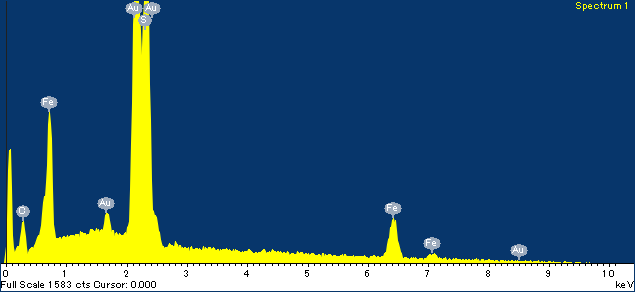 Spectrum 1
Au Au
S
Fe
C Au
Fe
Fe
Au
0 1 2 3 4 5 6 7 8 9 10
Full Scale 1583 cts Cursor: 0.000 keV